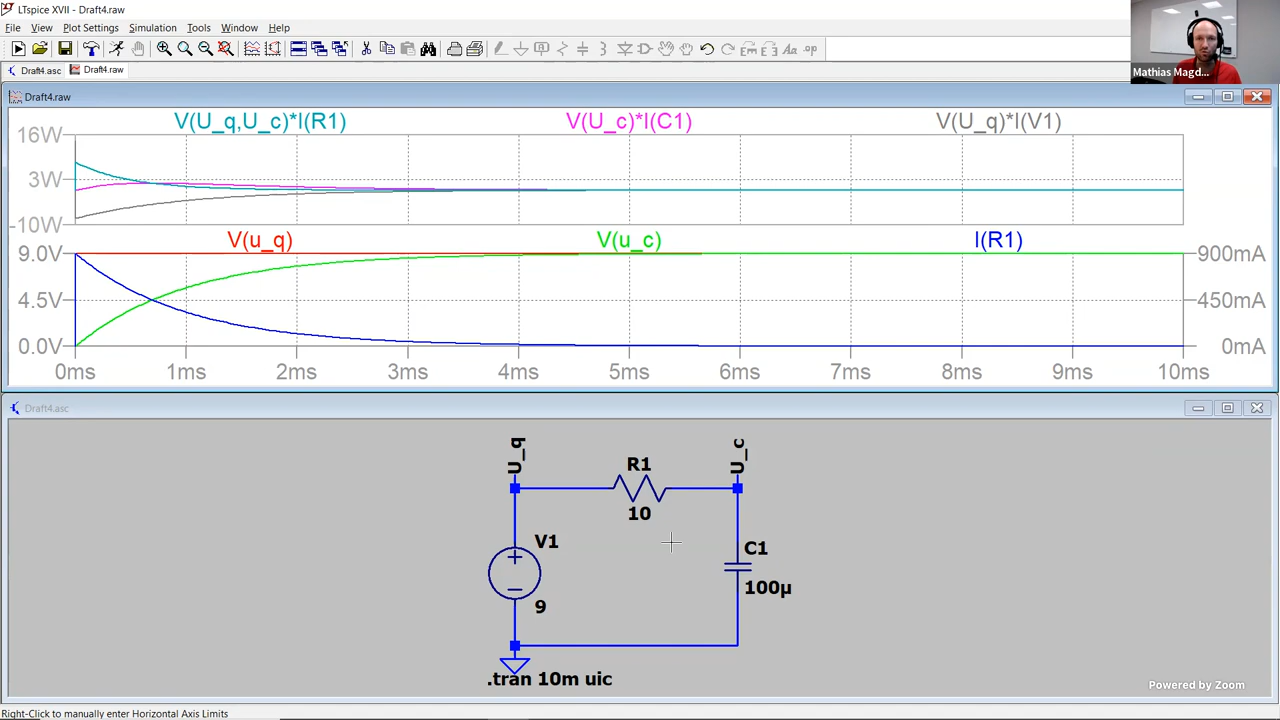 LTspice XVII - Draft4.raw
File View Plot Settings Simulation Tools Window Help
Draft4.asc Draft4.raw
Mathias Magd...
Draft4.raw
V(U_q,U_c)*I(R1) V(U_c)*I(C1) V(U_q)*I(V1)
16W
3W
-10W
V(u_q) V(u_c) I(R1)
9.0V 900mA
4.5V 450mA
0.0V 0mA
0ms 1ms 2ms 3ms 4ms 5ms 6ms 7ms 8ms 9ms 10ms
Draft4.asc
U_q U_c
R1
10
V1
9
C1
100µ
.tran 10m uic
Powered by Zoom
Right-Click to manually enter Horizontal Axis Limits